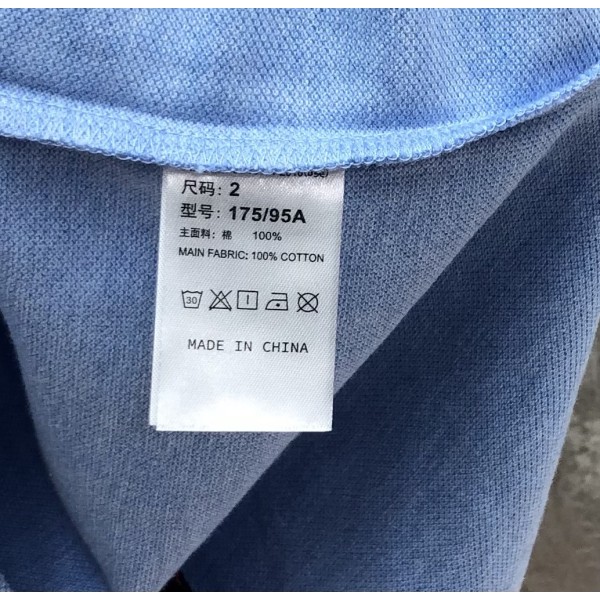 尺码: 2
型号: 175/95A
主面料: 棉 100%
MAIN FABRIC: 100% COTTON
30
MADE IN CHINA